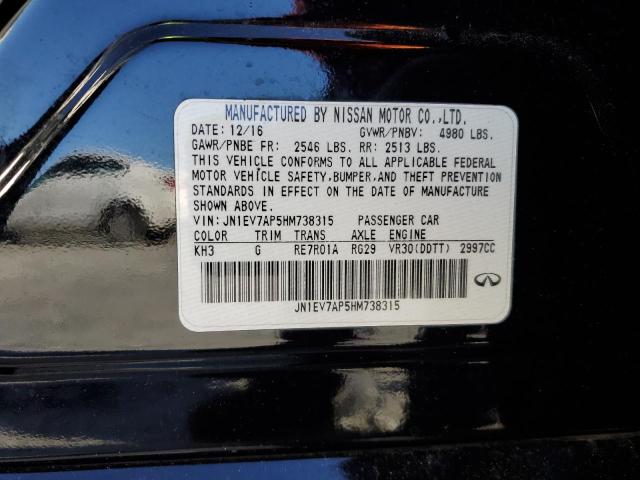 MANUFACTURED BY NISSAN MOTOR CO.,LTD.
DATE: 12/16 GVWR/PNBV: 4980 LBS.
GAWR/PNBE FR: 2546 LBS. RR: 2513 LBS.
THIS VEHICLE CONFORMS TO ALL APPLICABLE FEDERAL
MOTOR VEHICLE SAFETY,BUMPER,AND THEFT PREVENTION
STANDARDS IN EFFECT ON THE DATE OF MANUFACTURE
SHOWN ABOVE.
VIN: JN1EV7AP5HM738315 PASSENGER CAR
COLOR TRIM TRANS AXLE ENGINE
KH3 G RE7R01A RG29 VR30(DDTT) 2997CC
JN1EV7AP5HM738315